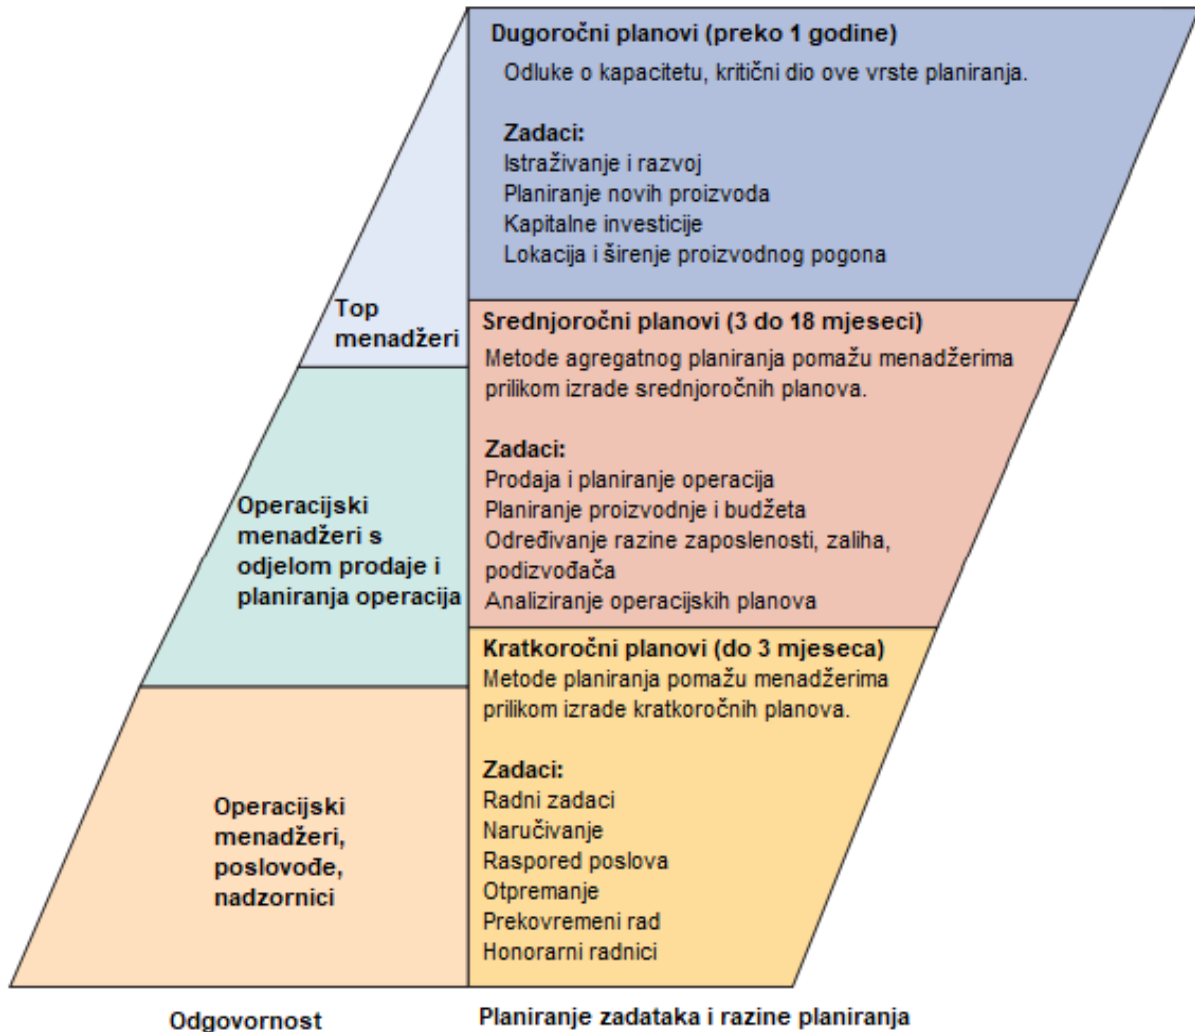 Dugoročni planovi (preko 1 godine)
Odluke o kapacitetu, kritični dio ove vrste planiranja.
Zadaci:
Istraživanje i razvoj
Planiranje novih proizvoda
Kapitalne investicije
Lokacija i širenje proizvodnog pogona
Top
menadžeri
Srednjoročni planovi (3 do 18 mjeseci)
Metode agregatnog planiranja pomažu menadžerima
prilikom izrade srednjoročnih planova.
Zadaci:
Prodaja i planiranje operacija
Planiranje proizvodnje i budžeta
Određivanje razine zaposlenosti, zaliha,
podizvođača
Analiziranje operacijskih planova
Operacijski
menadžeri s
odjelom prodaje i
planiranja operacija
Kratkoročni planovi (do 3 mjeseca)
Metode planiranja pomažu menadžerima
prilikom izrade kratkoročnih planova.
Zadaci:
Radni zadaci
Naručivanje
Raspored poslova
Otpremanje
Prekovremeni rad
Honorarni radnici
Operacijski
menadžeri,
poslovođe,
nadzornici
Odgovornost
Planiranje zadataka i razine planiranja